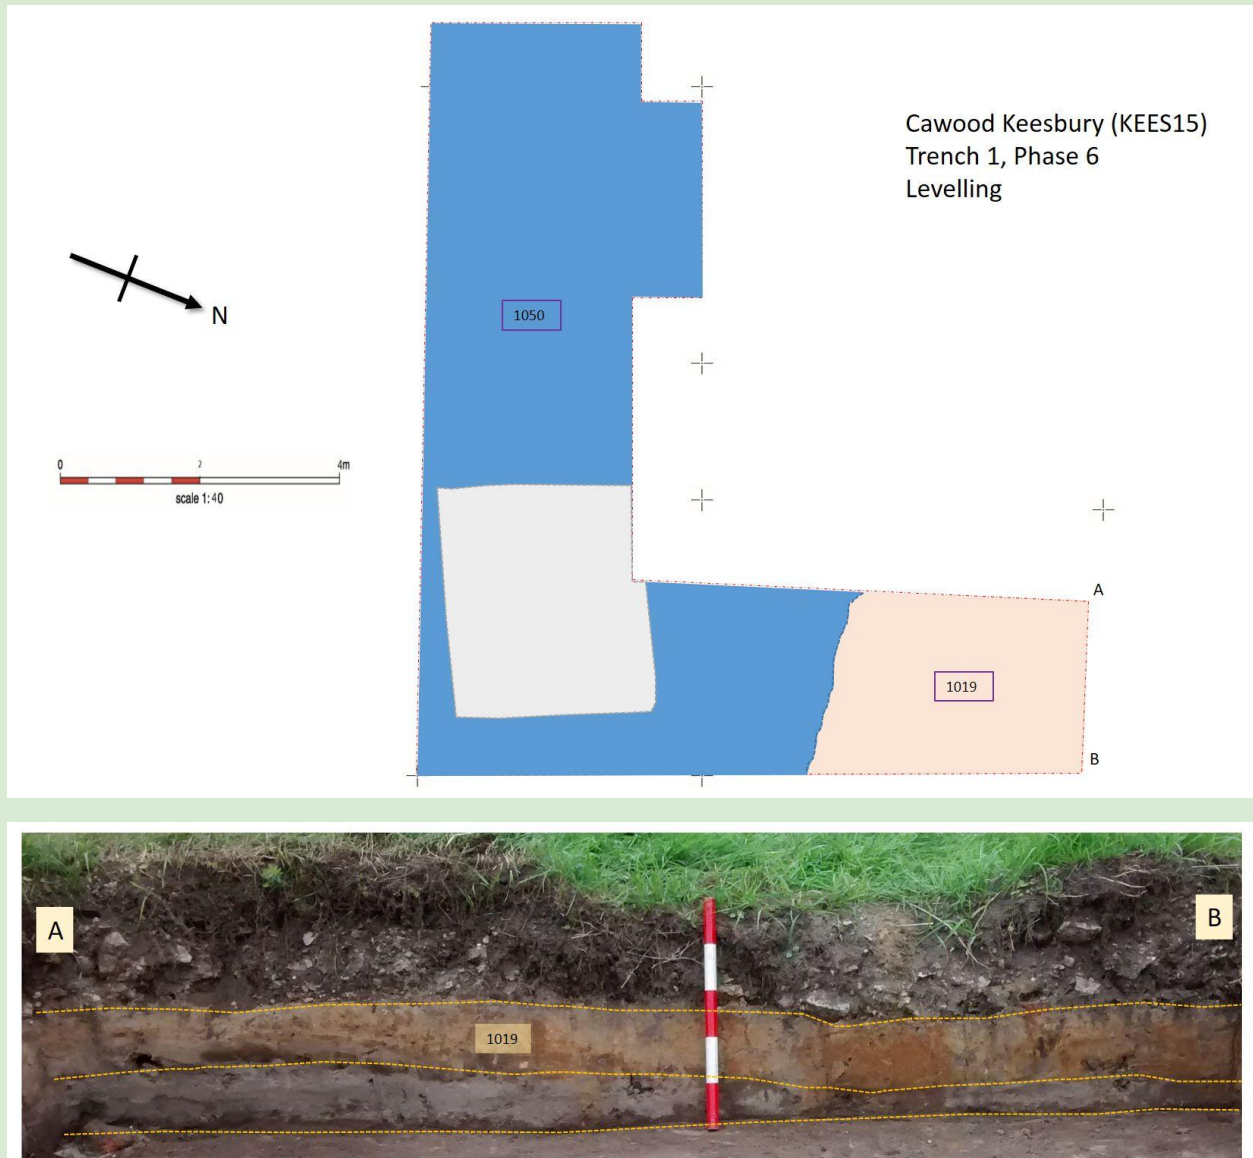 Cawood Keesbury (KEES15)
Trench 1, Phase 6
Levelling
N
1050
0 2 4m
scale 1:40
A
1019
B
A
B
1019